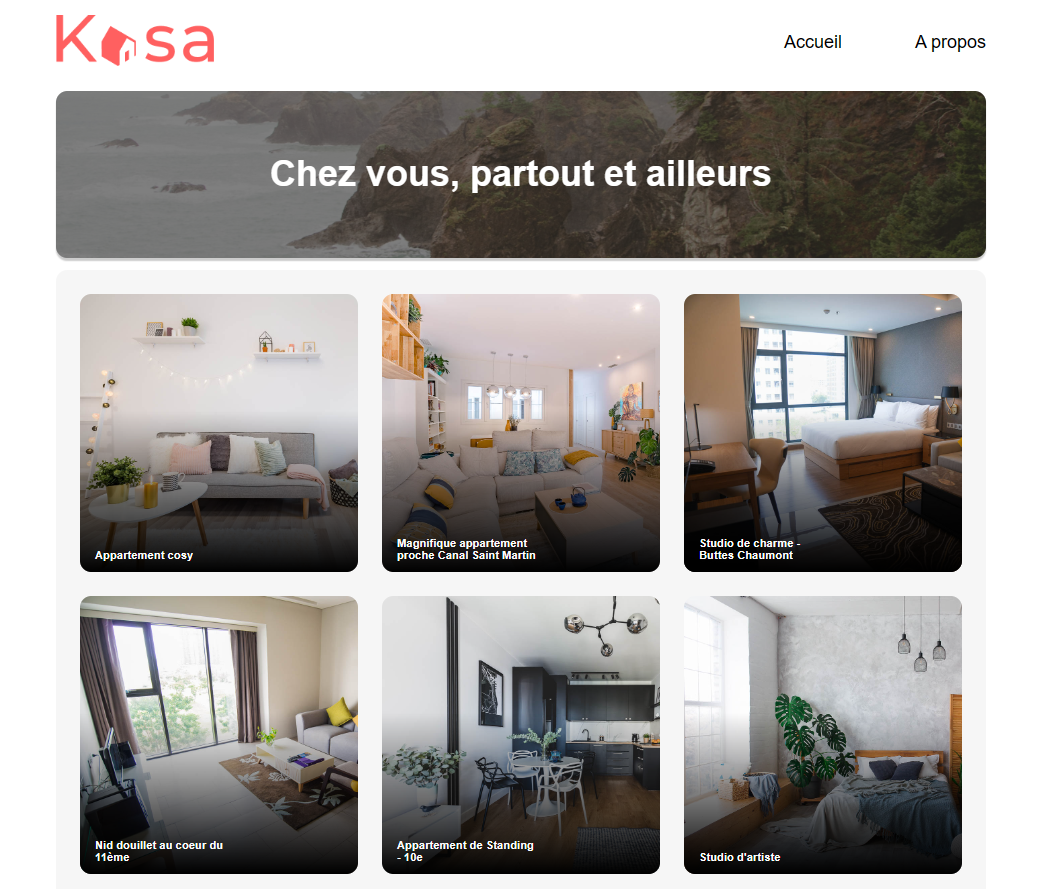 Kasa
Accueil
A propos
Chez vous, partout et ailleurs
Appartement cosy
Magnifique appartement
proche Canal Saint Martin
Studio de charme -
Buttes Chaumont
Nid douillet au coeur du
11ème
Appartement de Standing
- 10e
Studio d'artiste